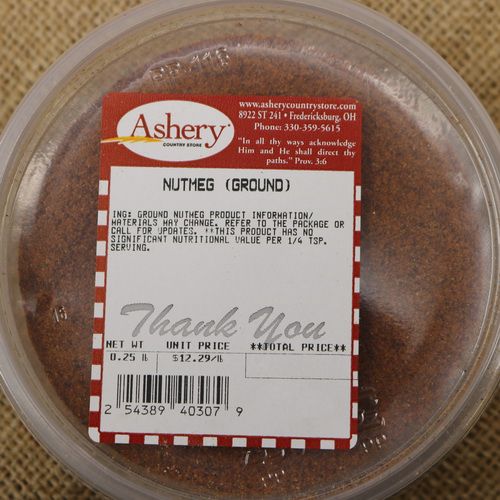 Ashery
COUNTRY STORE
www.asherycountrystore.com
8922 ST 241 • Fredericksburg, OH
Phone: 330-359-5615
"In all thy ways acknowledge
Him and He shall direct thy
paths." Prov. 3:6
NUTMEG (GROUND)
ING: GROUND NUTMEG PRODUCT INFORMATION/
MATERIALS MAY CHANGE. REFER TO THE PACKAGE OR
CALL FOR UPDATES. **THIS PRODUCT HAS NO
SIGNIFICANT NUTRITIONAL VALUE PER 1/4 TSP.
SERVING.
Thank You
NET WT UNIT PRICE **TOTAL PRICE**
0.25 lb $12.29/lb
2 54389 40307 9